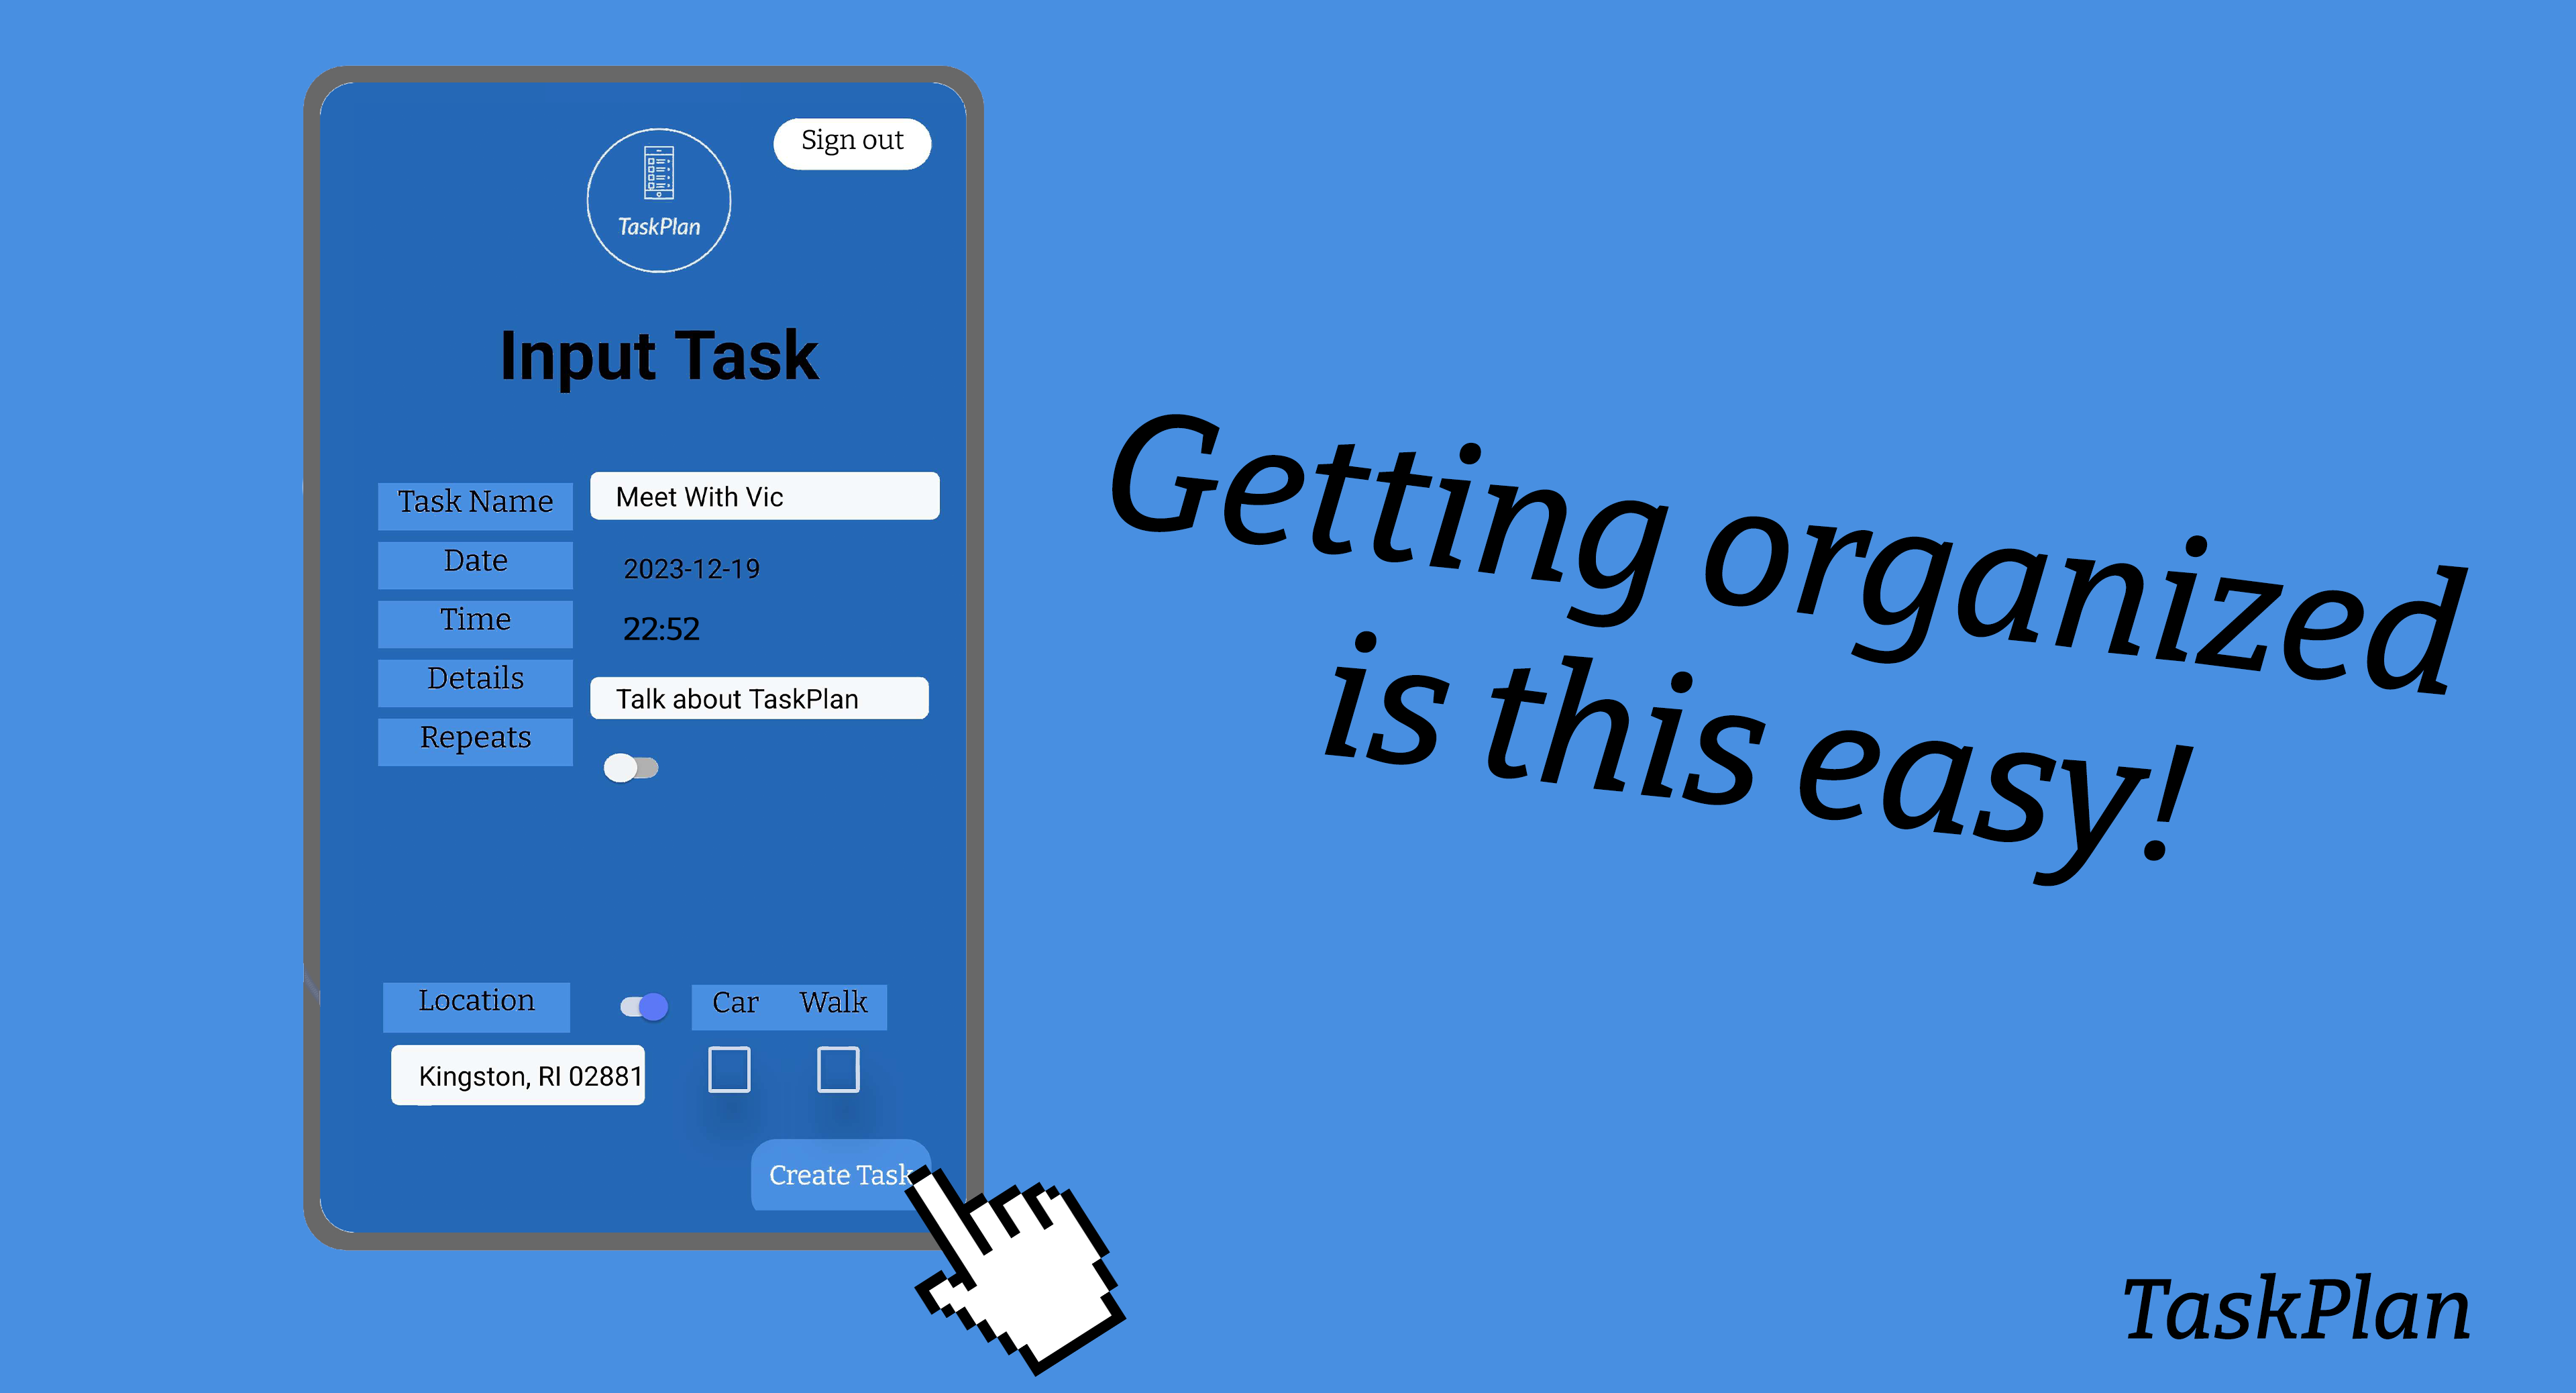 Sign out
TaskPlan
Input Task
Task Name
Meet With Vic
Date
2023-12-19
Time
22:52
Details
Talk about TaskPlan
Repeats
Location
Car Walk
Kingston, RI 02881
Create Task
Getting organized
is this easy!
TaskPlan